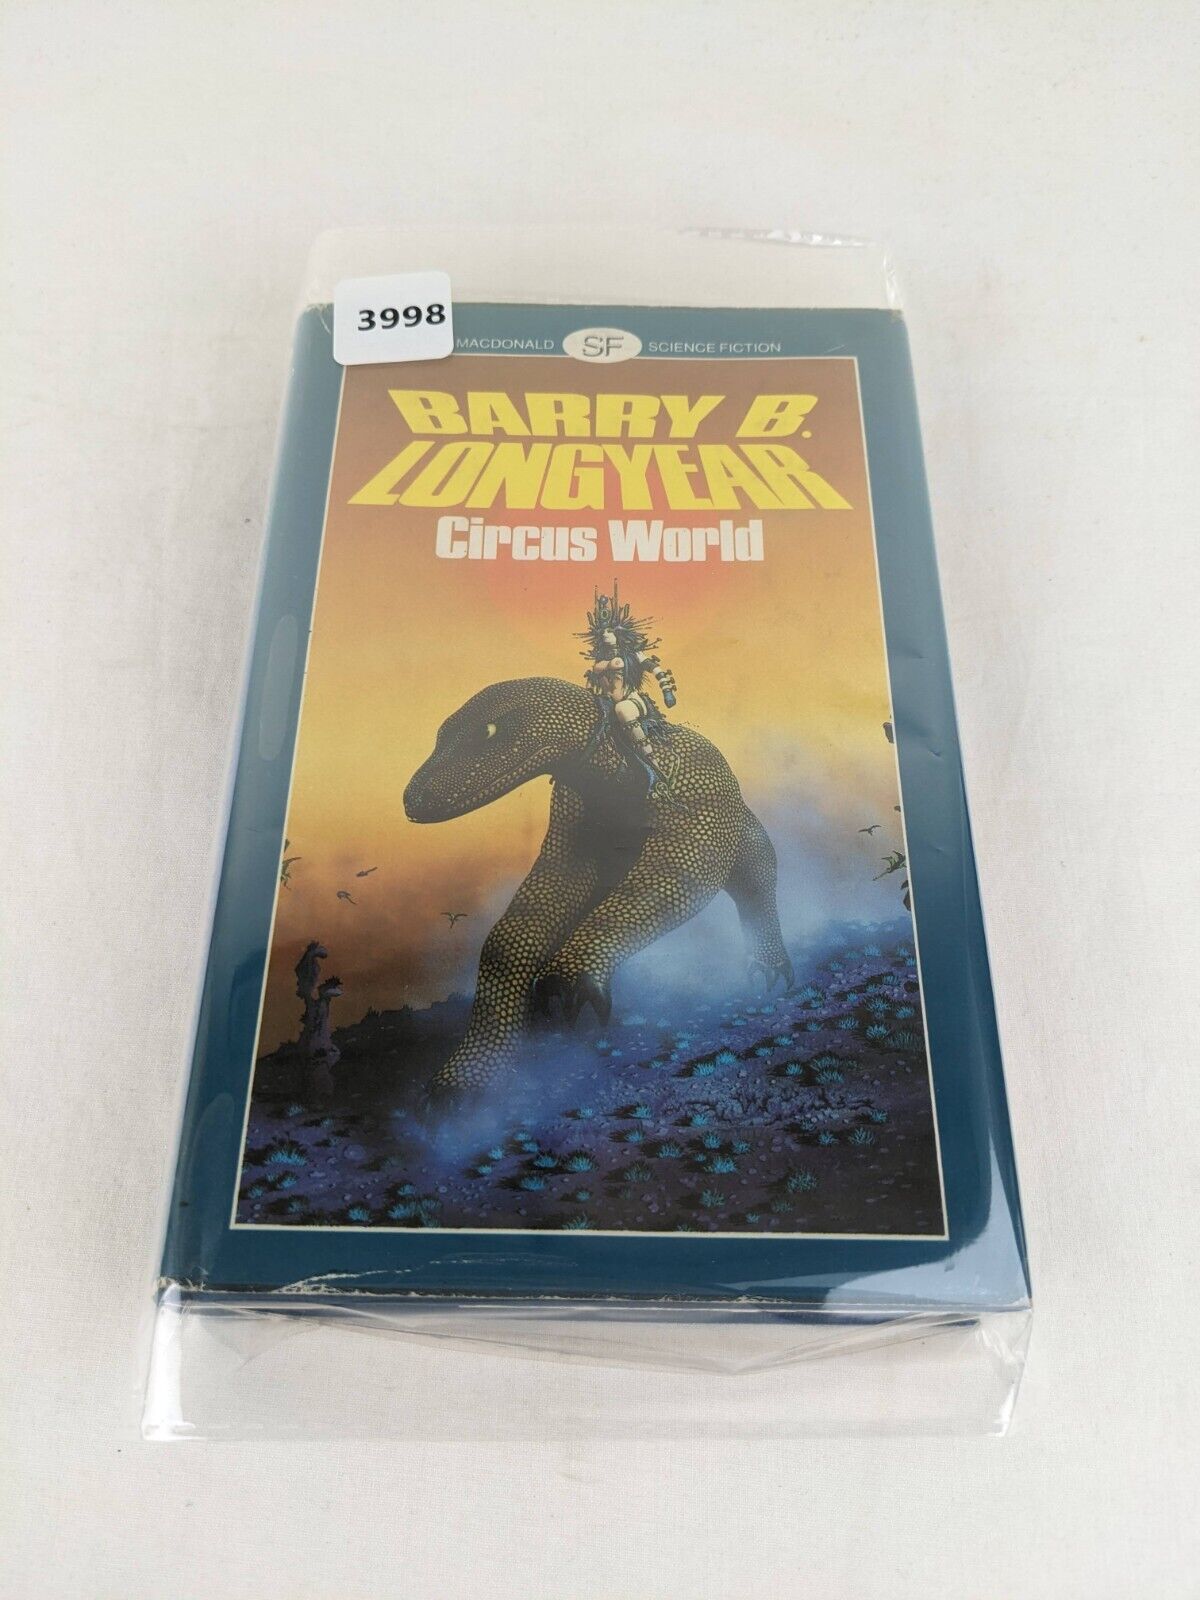 3998
MACDONALD SF SCIENCE FICTION
BARRY B.
LONGYEAR
Circus World